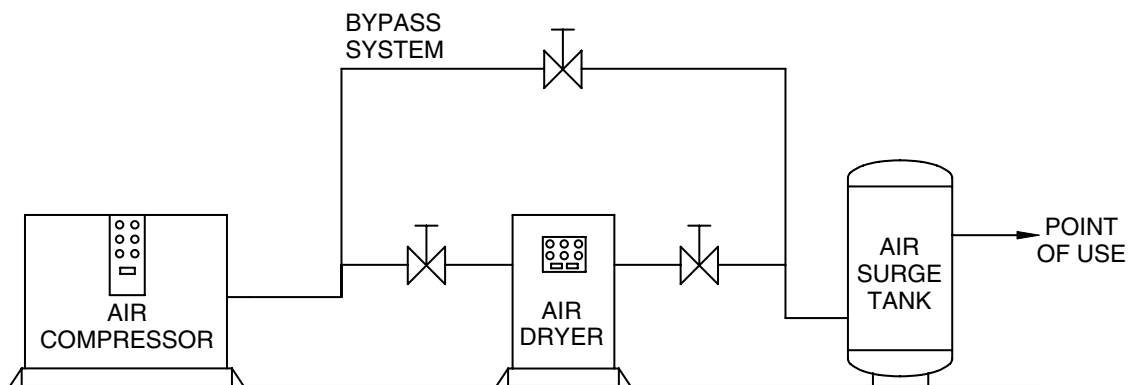 BYPASS
SYSTEM
AIR
COMPRESSOR
AIR
DRYER
AIR
SURGE
TANK
POINT
OF USE